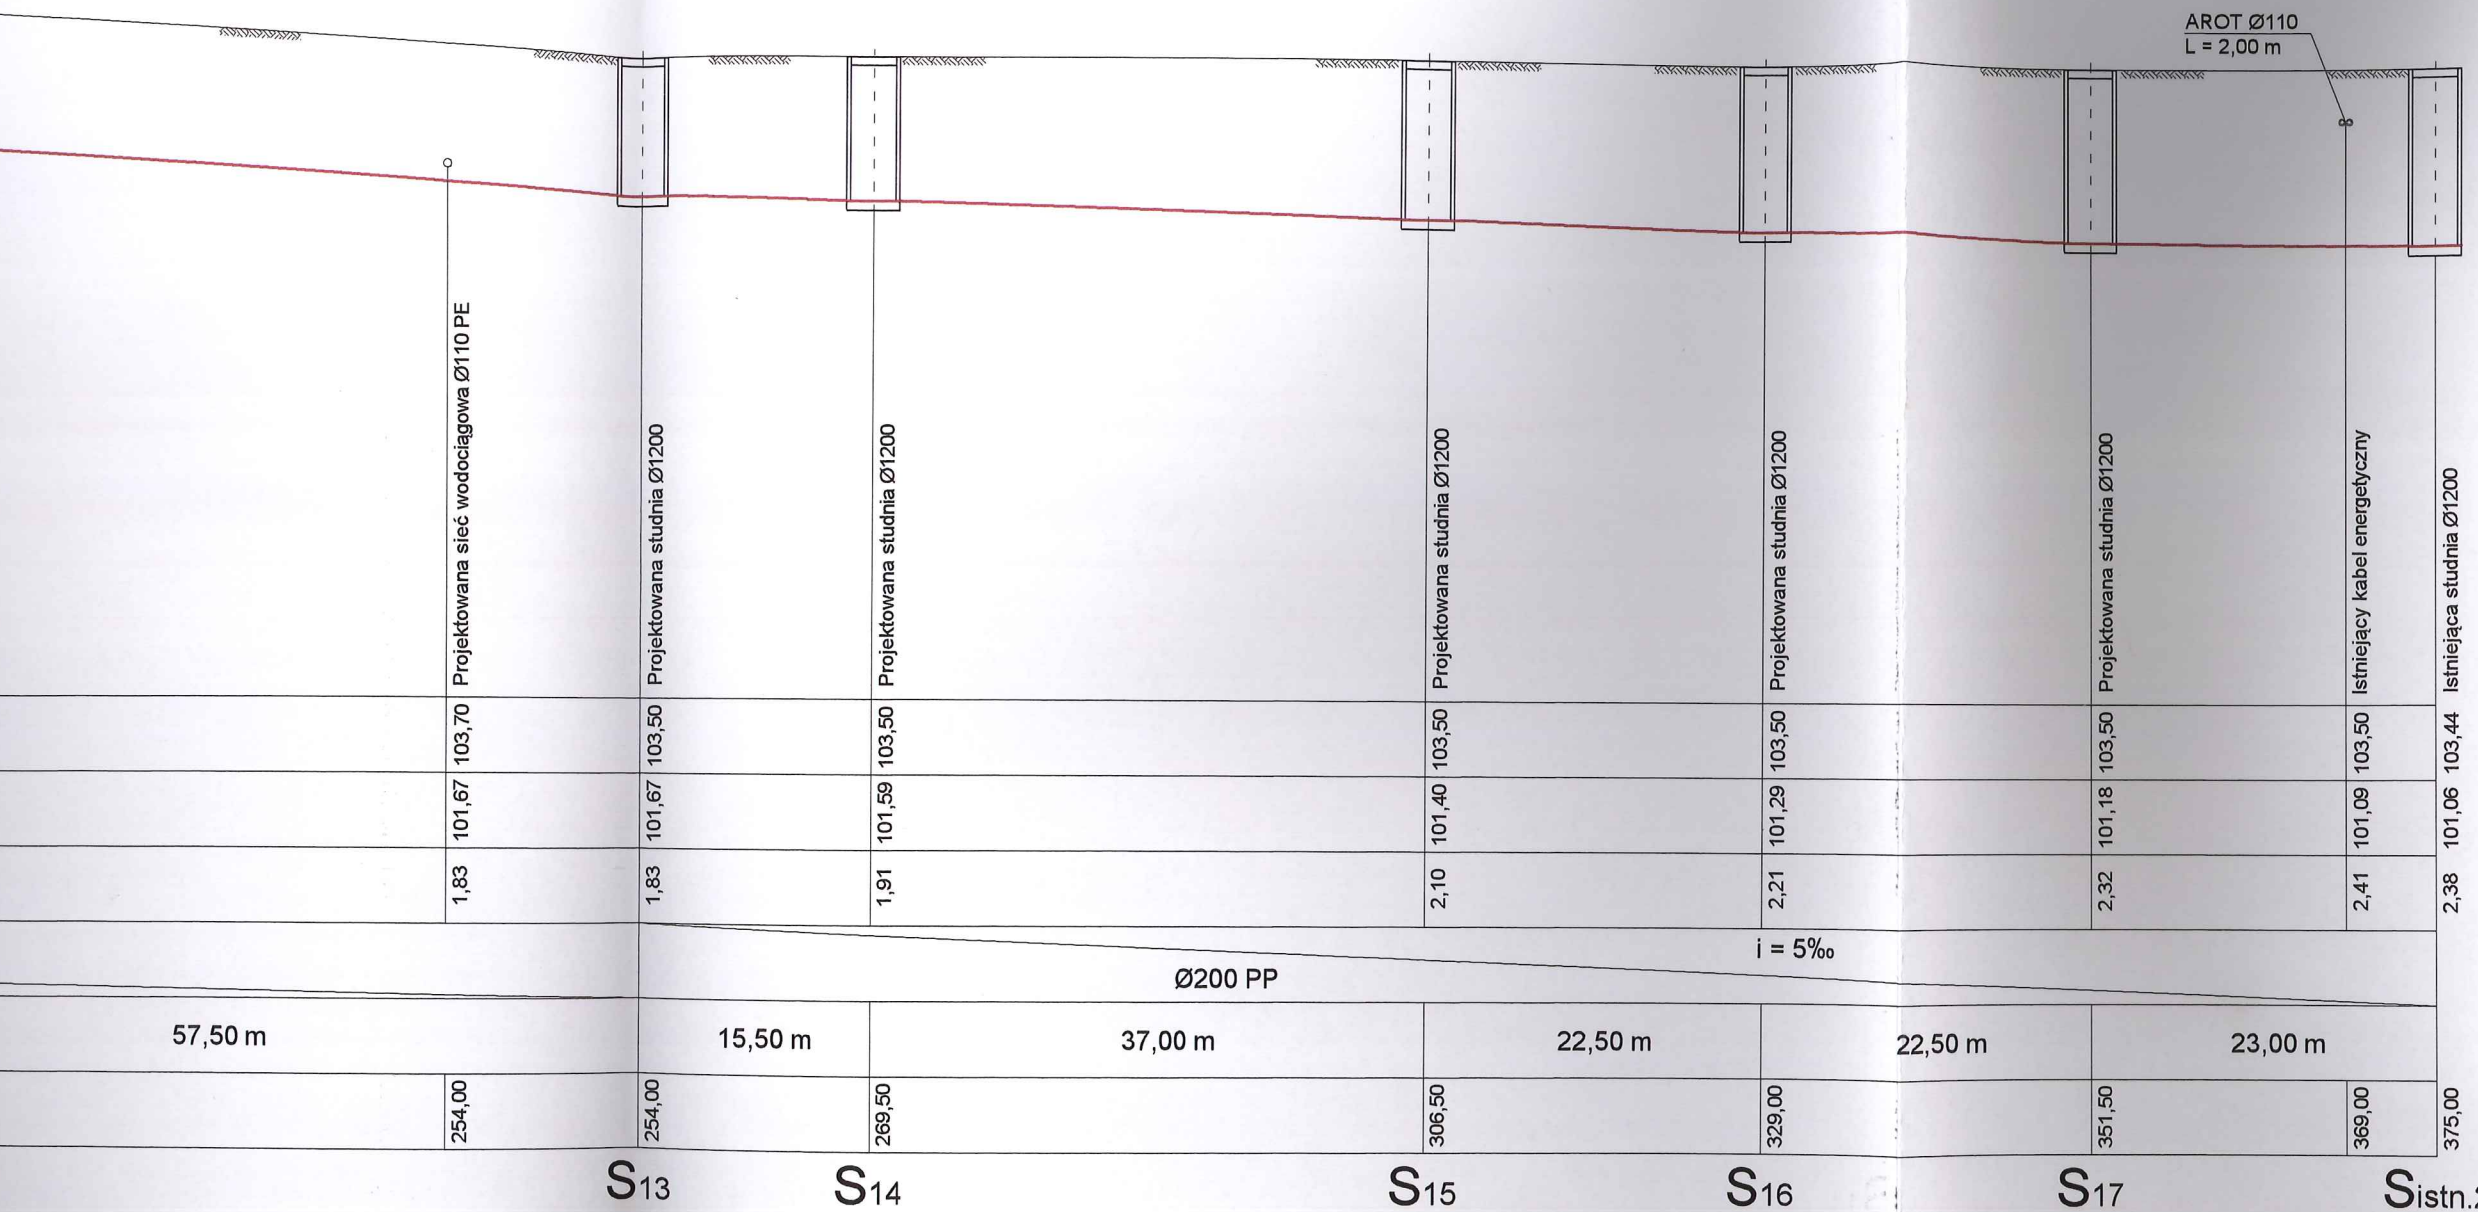 AROT Ø110
L = 2,00 m
Projektowana sieć wodociągowa Ø110 PE
Projektowana studnia Ø1200
Projektowana studnia Ø1200
Projektowana studnia Ø1200
Projektowana studnia Ø1200
Projektowana studnia Ø1200
Istniejący kabel energetyczny
Istniejąca studnia Ø1200
103,70 103,50 103,50 103,50 103,50 103,50 103,50 103,44
101,67 101,67 101,59 101,40 101,29 101,18 101,09 101,06
1,83 1,83 1,91 2,10 2,21 2,32 2,41 2,38
i = 5‰
Ø200 PP
57,50 m 15,50 m 37,00 m 22,50 m 22,50 m 23,00 m
254,00 254,00 269,50 306,50 329,00 351,50 369,00 375,00
S13 S14 S15 S16 S17 Sistn.